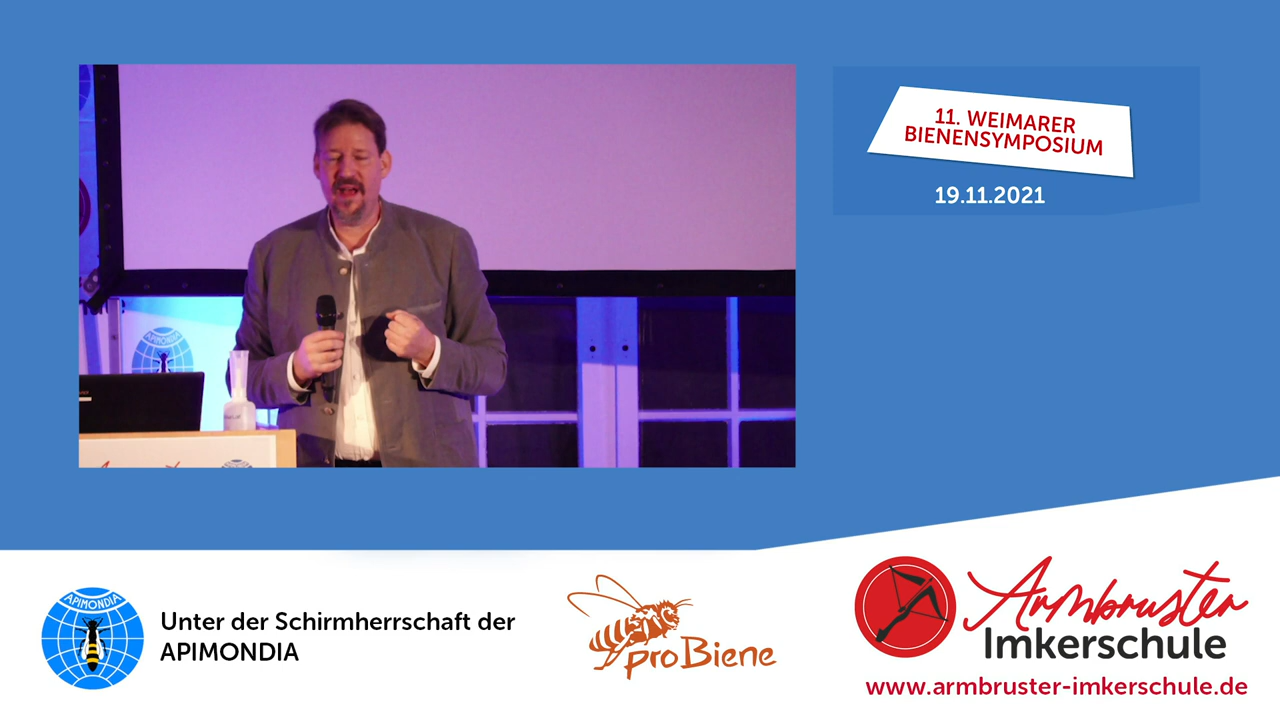 11. WEIMARER
BIENENSYMPOSIUM
19.11.2021
APIMONDIA
APIMONDIA
Unter der Schirmherrschaft der
APIMONDIA
proBiene
Armbruster
Imkerschule
www.armbruster-imkerschule.de